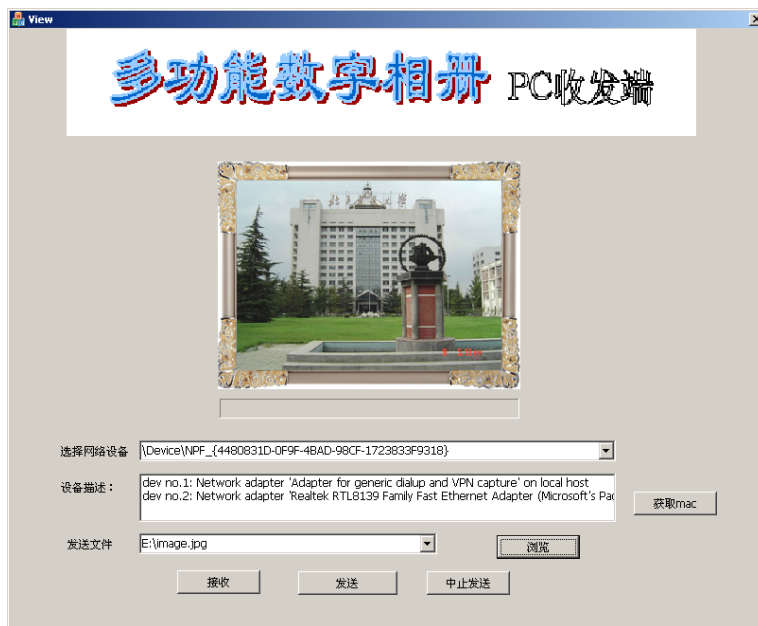 View
多功能数字相册 PC收发端
选择网络设备 \Device\NPF_{4480831D-0F9F-4BAD-98CF-1723833F9318}
设备描述： dev no.1: Network adapter 'Adapter for generic dialup and VPN capture' on local host
dev no.2: Network adapter 'Realtek RTL8139 Family Fast Ethernet Adapter (Microsoft's Pac
获取mac
发送文件 E:\image.jpg 浏览
接收 发送 中止发送